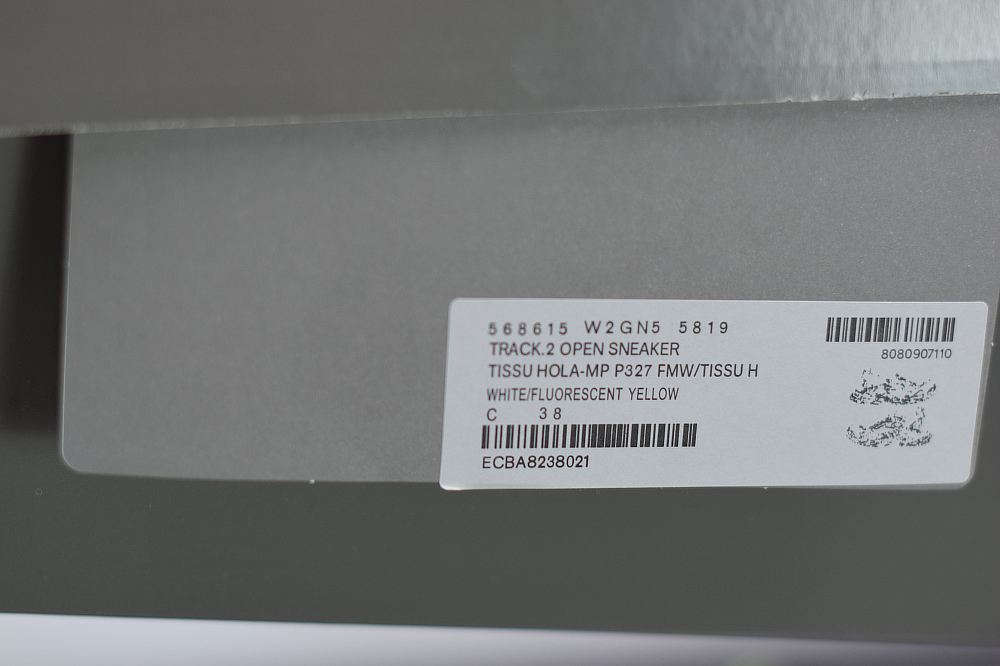 568615 W2GN5 5819
TRACK.2 OPEN SNEAKER
TISSU HOLA-MP P327 FMW/TISSU H
WHITE/FLUORESCENT YELLOW
C 38
ECBA8238021
8080907110